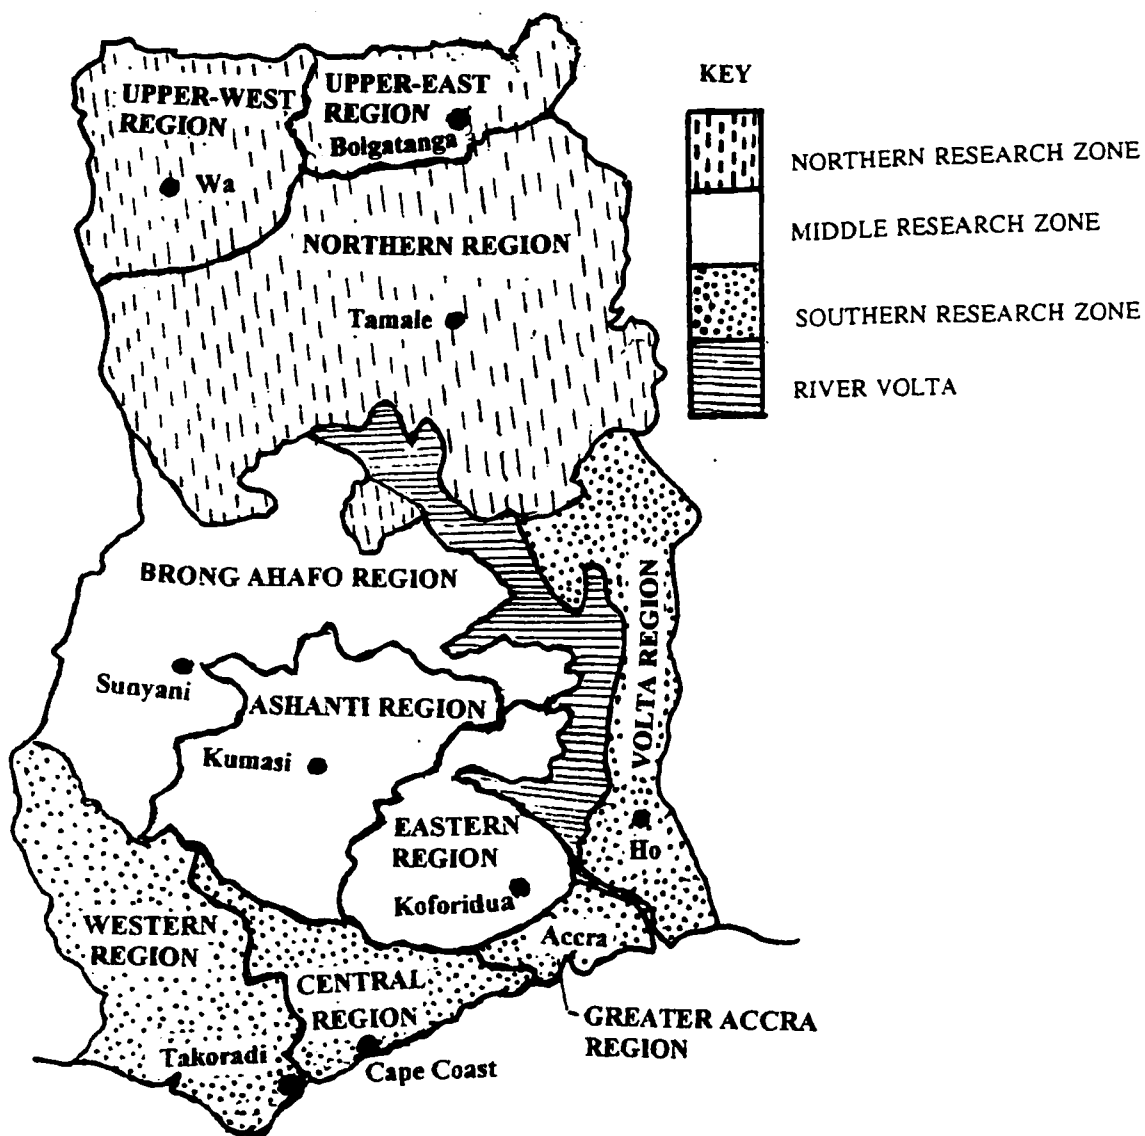 KEY
NORTHERN RESEARCH ZONE
MIDDLE RESEARCH ZONE
SOUTHERN RESEARCH ZONE
RIVER VOLTA
UPPER-WEST
REGION
Wa
UPPER-EAST
REGION
Bolgatanga
NORTHERN REGION
Tamale
BRONG AHAFO REGION
Sunyani
ASHANTI REGION
Kumasi
VOLTA REGION
Ho
EASTERN
REGION
Koforidua
WESTERN
REGION
Takoradi
CENTRAL
REGION
Cape Coast
Accra
GREATER ACCRA
REGION